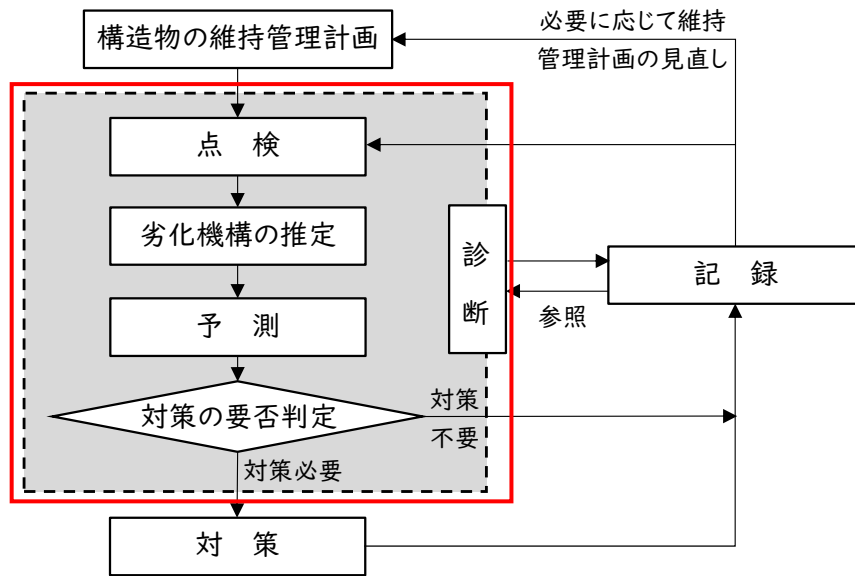 構造物の維持管理計画
必要に応じて維持
管理計画の見直し
点 検
劣化機構の推定
診
断
記 録
参照
予 測
対策の要否判定
対策
不要
対策必要
対 策